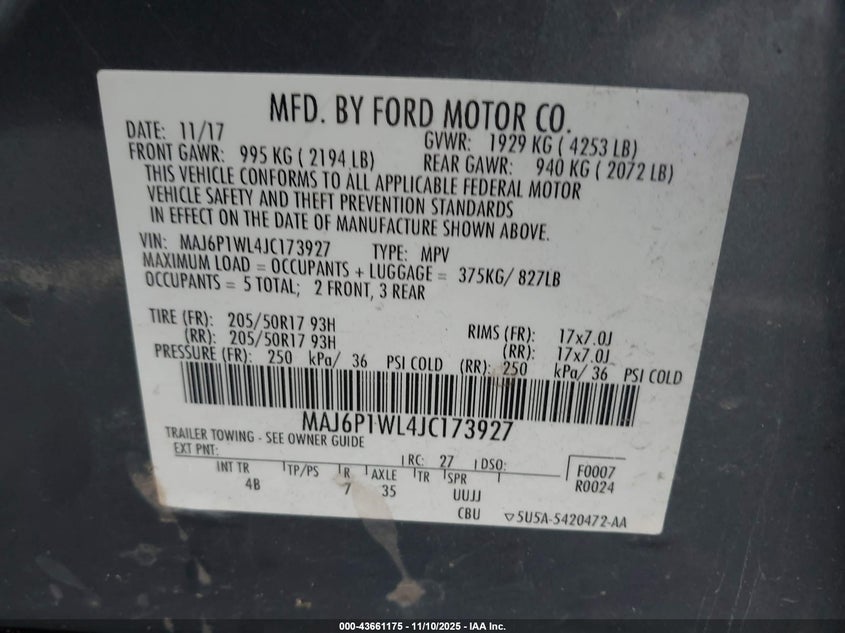 MFD. BY FORD MOTOR CO.
DATE: 11/17 GVWR: 1929 KG ( 4253 LB)
FRONT GAWR: 995 KG ( 2194 LB) REAR GAWR: 940 KG ( 2072 LB)
THIS VEHICLE CONFORMS TO ALL APPLICABLE FEDERAL MOTOR
VEHICLE SAFETY AND THEFT PREVENTION STANDARDS
IN EFFECT ON THE DATE OF MANUFACTURE SHOWN ABOVE.
VIN: MAJ6P1WL4JC173927 TYPE: MPV
MAXIMUM LOAD = OCCUPANTS + LUGGAGE = 375KG/ 827LB
OCCUPANTS = 5 TOTAL; 2 FRONT, 3 REAR
TIRE (FR): 205/50R17 93H RIMS (FR): 17x7.0J
(RR): 205/50R17 93H (RR): 17x7.0J
PRESSURE (FR): 250 kPa/ 36 PSI COLD (RR): 250 kPa/ 36 PSI COLD
MAJ6P1WL4JC173927
TRAILER TOWING - SEE OWNER GUIDE
EXT PNT: RC: 27 DSO: F0007
INT TR TP/PS R AXLE TR SPR R0024
4B 7 35 UUJJ
CBU ▽5U5A-5420472-AA
000-43661175 — 11/10/2025 — IAA Inc.